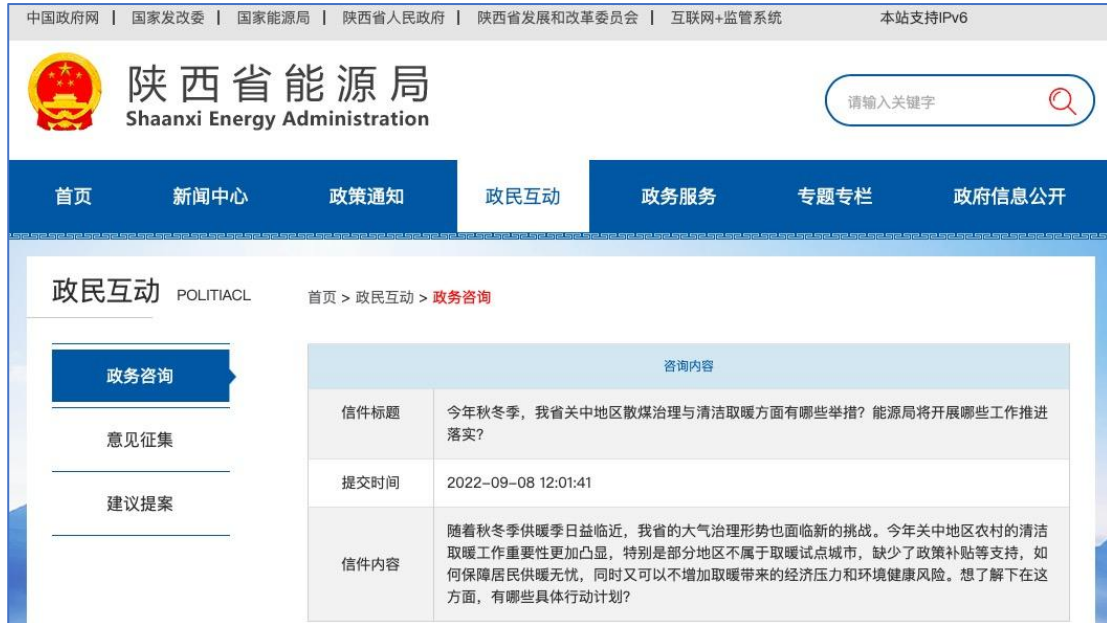 中国政府网 | 国家发改委 | 国家能源局 | 陕西省人民政府 | 陕西省发展和改革委员会 | 互联网+监管系统 本站支持IPv6
陕西省能源局
Shaanxi Energy Administration
请输入关键字
首页 新闻中心 政策通知 政民互动 政务服务 专题专栏 政府信息公开
政民互动 POLITIACL
首页 > 政民互动 > 政务咨询
政务咨询
意见征集
建议提案
咨询内容
信件标题
今年秋冬季，我省关中地区散煤治理与清洁取暖方面有哪些举措？能源局将开展哪些工作推进
落实？
提交时间
2022-09-08 12:01:41
信件内容
随着秋冬季供暖季日益临近，我省的大气治理形势也面临新的挑战。今年关中地区农村的清洁
取暖工作重要性更加凸显，特别是部分地区不属于取暖试点城市，缺少了政策补贴等支持，如
何保障居民供暖无忧，同时又可以不增加取暖带来的经济压力和环境健康风险。想了解下在这
方面，有哪些具体行动计划？